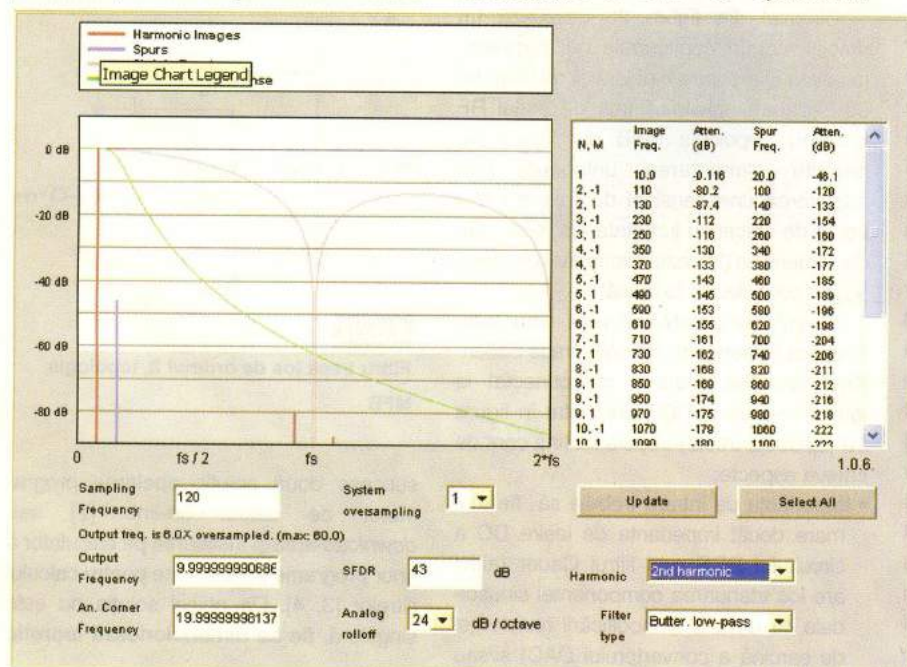 Harmonic Images
Spurs
Image Chart Legend
nse
0 dB
-20 dB
-40 dB
-60 dB
-80 dB
0 fs / 2 fs 2*fs
N, M Image Freq. Atten. (dB) Spur Freq. Atten. (dB)
1 10.0 -0.116 20.0 -46.1
2, -1 110 -80.2 100 -120
2, 1 130 -87.4 140 -133
3, -1 230 -112 220 -154
3, 1 250 -116 260 -160
4, -1 350 -130 340 -172
4, 1 370 -133 380 -177
5, -1 470 -143 460 -185
5, 1 490 -145 500 -189
6, -1 590 -153 580 -196
6, 1 610 -155 620 -198
7, -1 710 -161 700 -204
7, 1 730 -162 740 -206
8, -1 830 -168 820 -211
8, 1 850 -169 860 -212
9, -1 950 -174 940 -216
9, 1 970 -175 980 -218
10, -1 1070 -179 1060 -222
10, 1 1090 -180 1100 -223
1.0.6.
Sampling Frequency 120
System oversampling 1
Update
Select All
Output freq. is 6.0X oversampled. (max: 60.0)
Output Frequency 9.99999999068
SFDR 43 dB
Harmonic 2nd harmonic
An. Corner Frequency 19.99999998137
Analog rolloff 24 dB / octave
Filter type Butter. low-pass